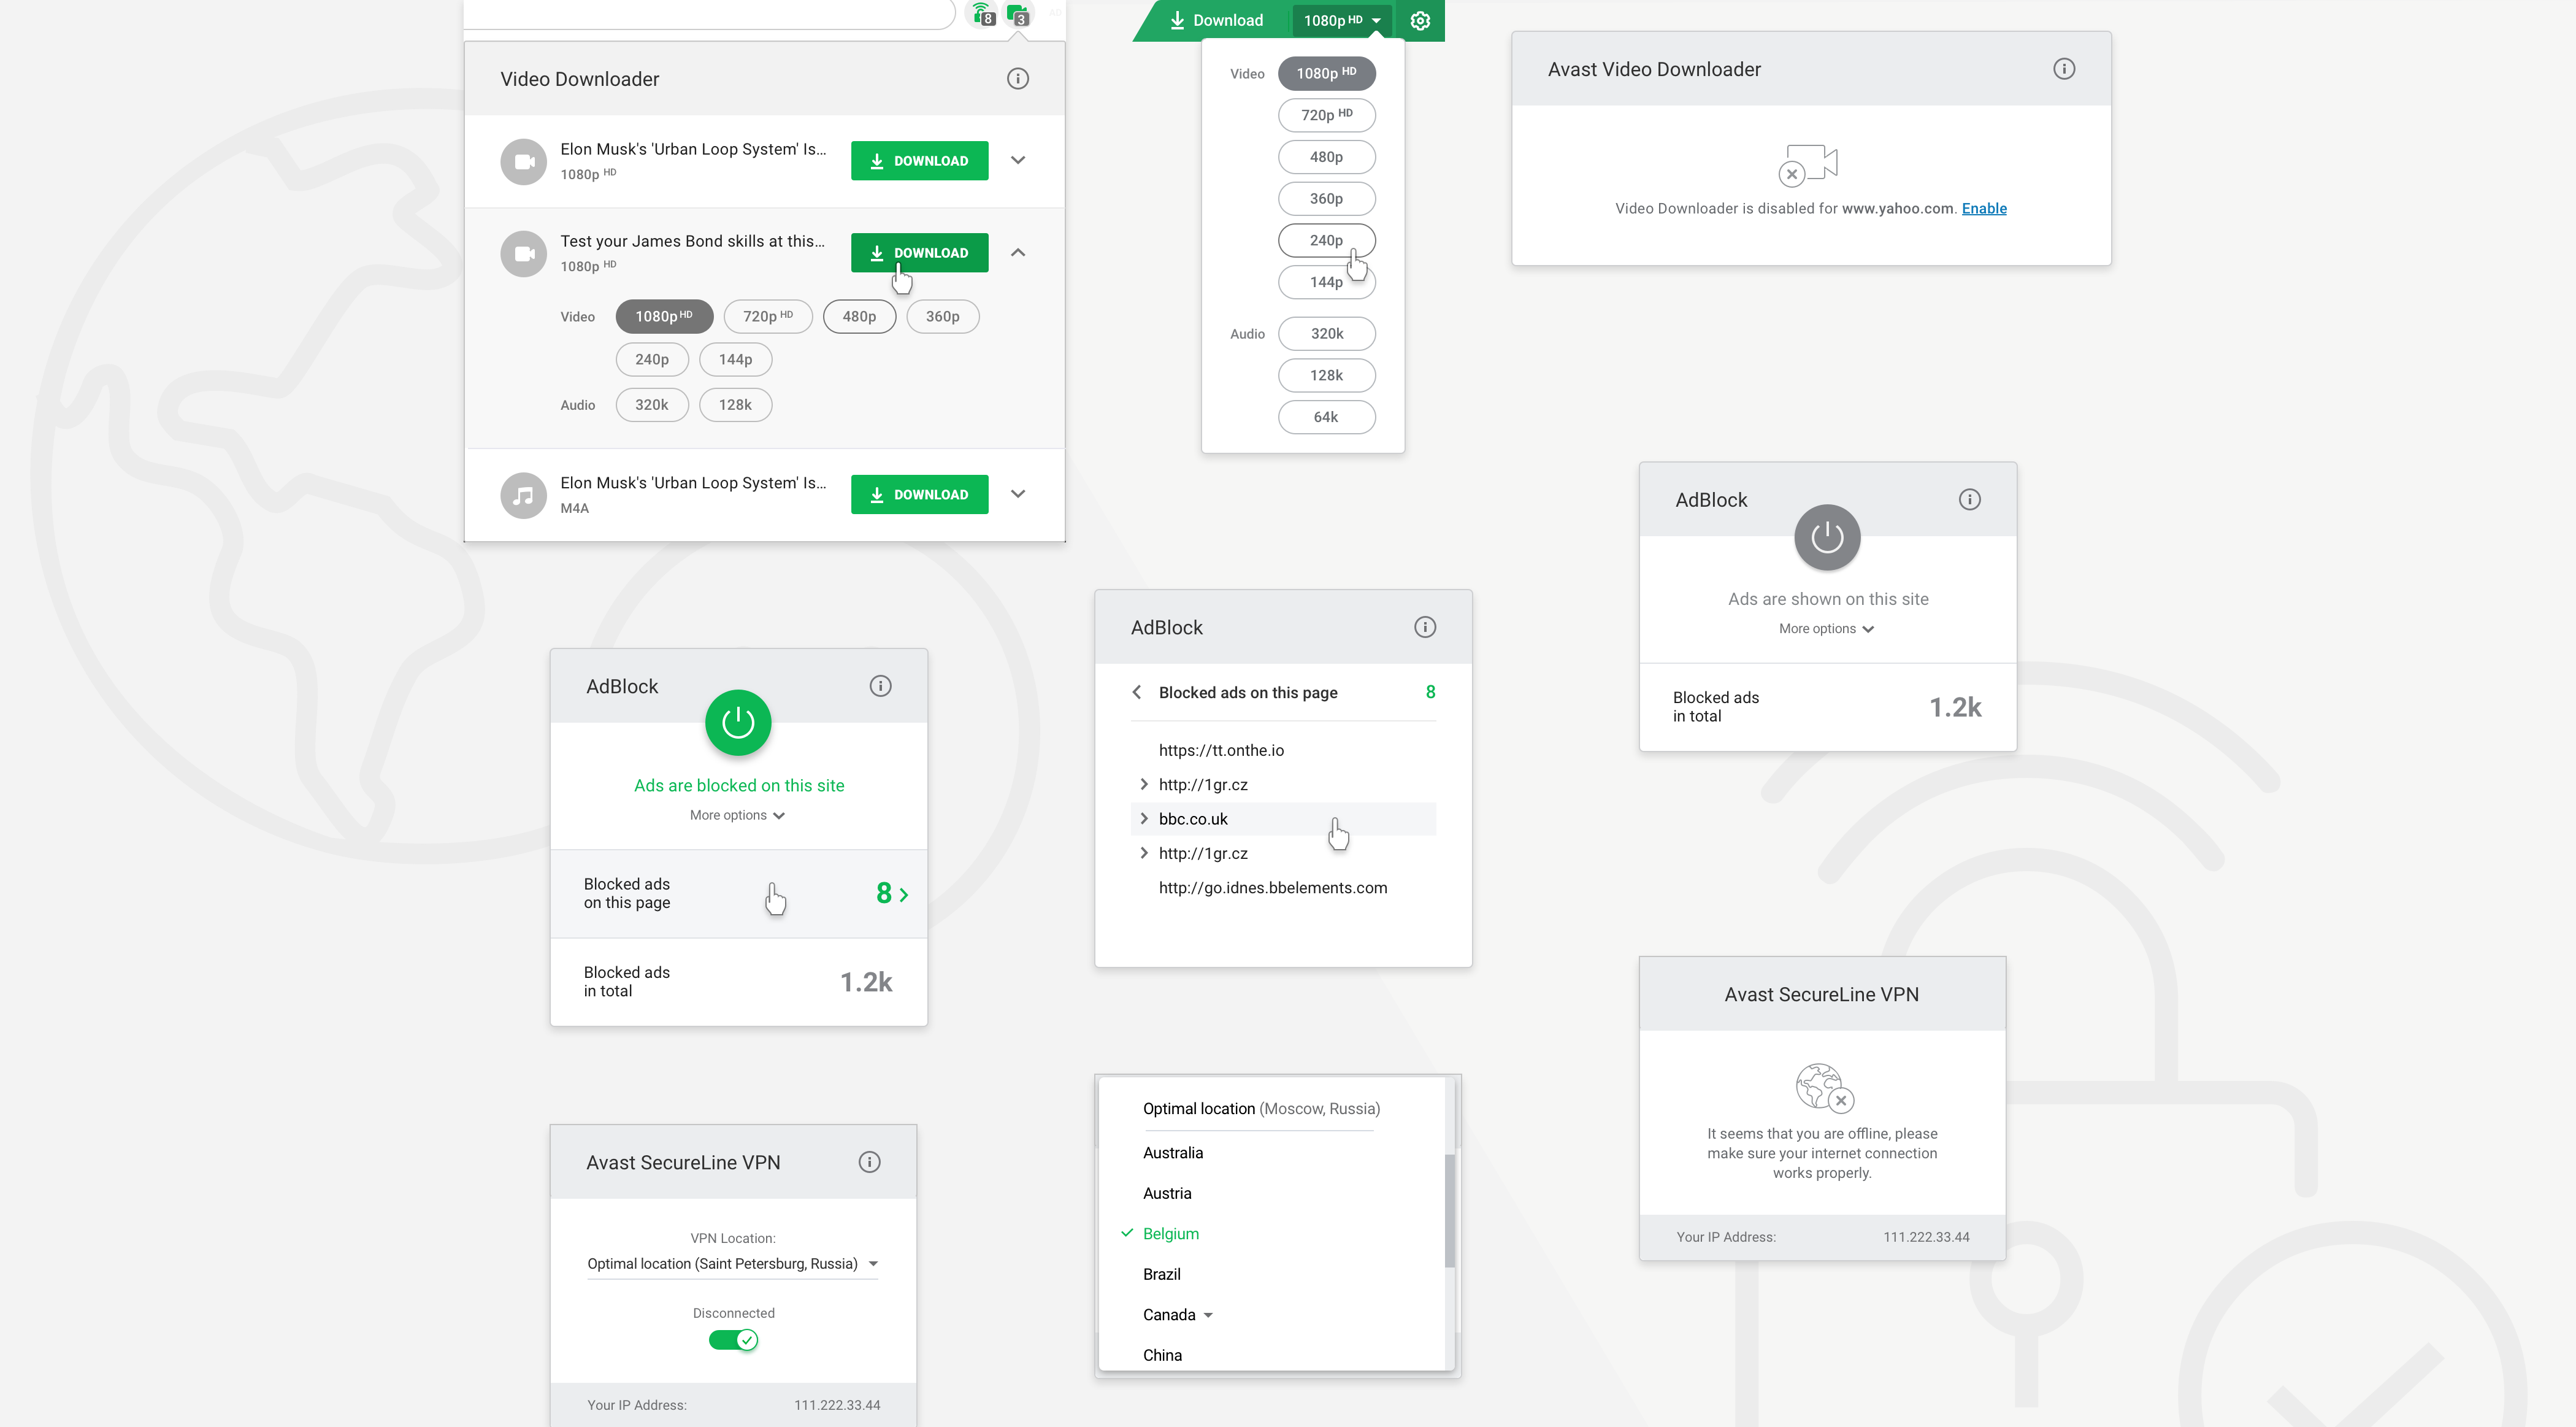 8
3
Video Downloader
Elon Musk's 'Urban Loop System' Is...
1080p HD
DOWNLOAD
Test your James Bond skills at this...
1080p HD
DOWNLOAD
Video
1080p HD
720p HD
480p
360p
240p
144p
Audio
320k
128k
Elon Musk's 'Urban Loop System' Is...
M4A
DOWNLOAD
Download
1080p HD
Video
1080p HD
720p HD
480p
360p
240p
144p
Audio
320k
128k
64k
Avast Video Downloader
Video Downloader is disabled for www.yahoo.com. Enable
AdBlock
Ads are shown on this site
More options
Blocked ads
in total
1.2k
AdBlock
Blocked ads on this page
8
https://tt.onthe.io
http://1gr.cz
bbc.co.uk
http://1gr.cz
http://go.idnes.bbelements.com
AdBlock
Ads are blocked on this site
More options
Blocked ads
on this page
8
Blocked ads
in total
1.2k
Avast SecureLine VPN
It seems that you are offline, please
make sure your internet connection
works properly.
Your IP Address:
111.222.33.44
Optimal location (Moscow, Russia)
Australia
Austria
Belgium
Brazil
Canada
China
Avast SecureLine VPN
VPN Location:
Optimal location (Saint Petersburg, Russia)
Disconnected
Your IP Address:
111.222.33.44